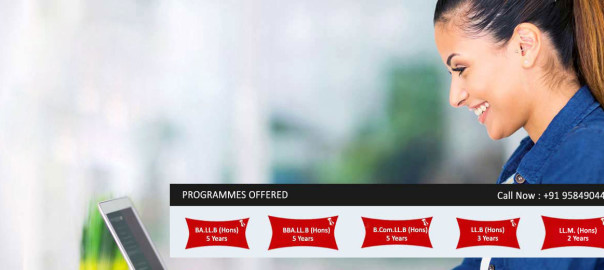 PROGRAMMES OFFERED
Call Now : +91 95849044
BA.LL.B (Hons)
5 Years
BBA.LL.B (Hons)
5 Years
B.Com.LL.B (Hons)
5 Years
LL.B (Hons)
3 Years
LL.M. (Hons)
2 Years